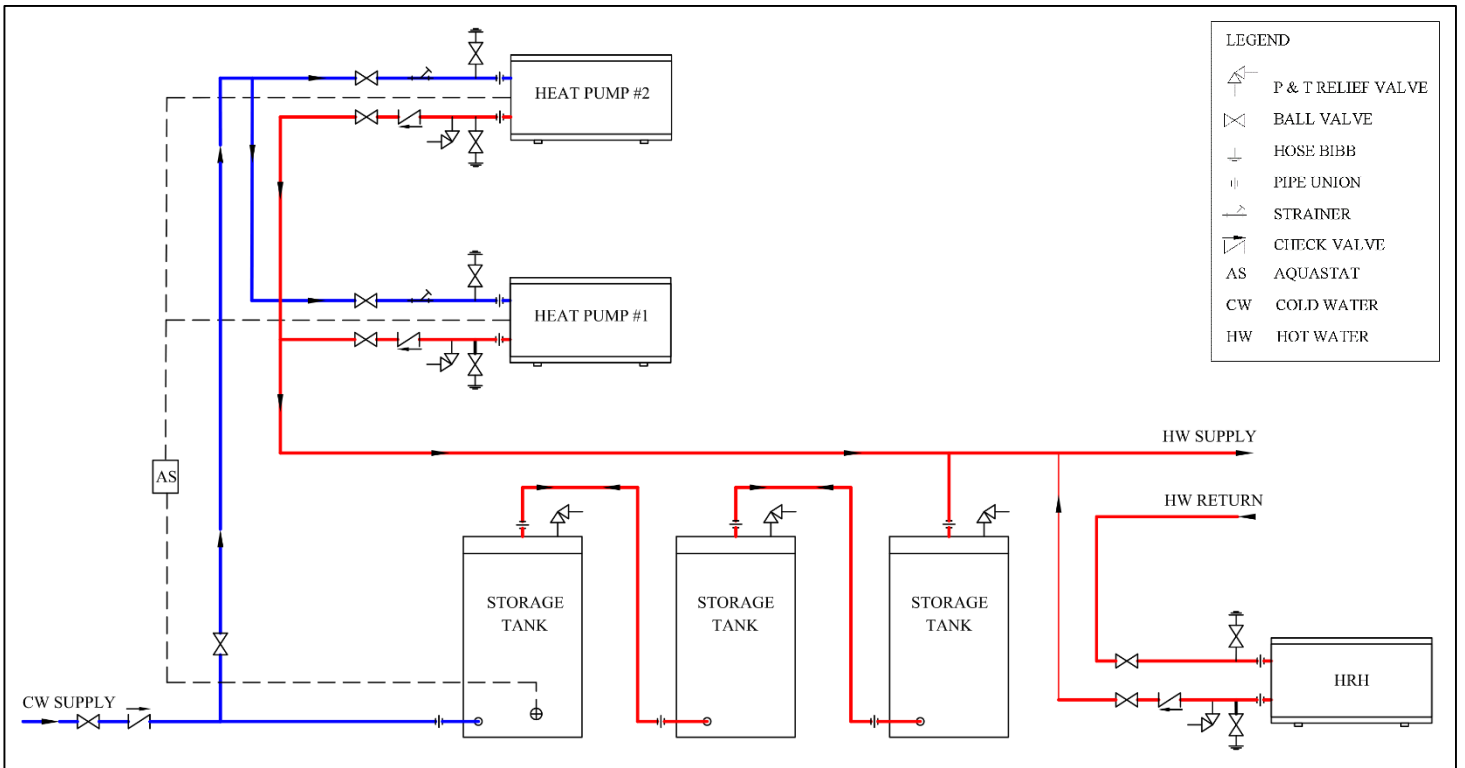 HEAT PUMP #2
HEAT PUMP #1
LEGEND
P & T RELIEF VALVE
BALL VALVE
HOSE BIBB
PIPE UNION
STRAINER
CHECK VALVE
AS AQUASTAT
CW COLD WATER
HW HOT WATER
HW SUPPLY
AS
HW RETURN
STORAGE
TANK
STORAGE
TANK
STORAGE
TANK
HRH
CW SUPPLY